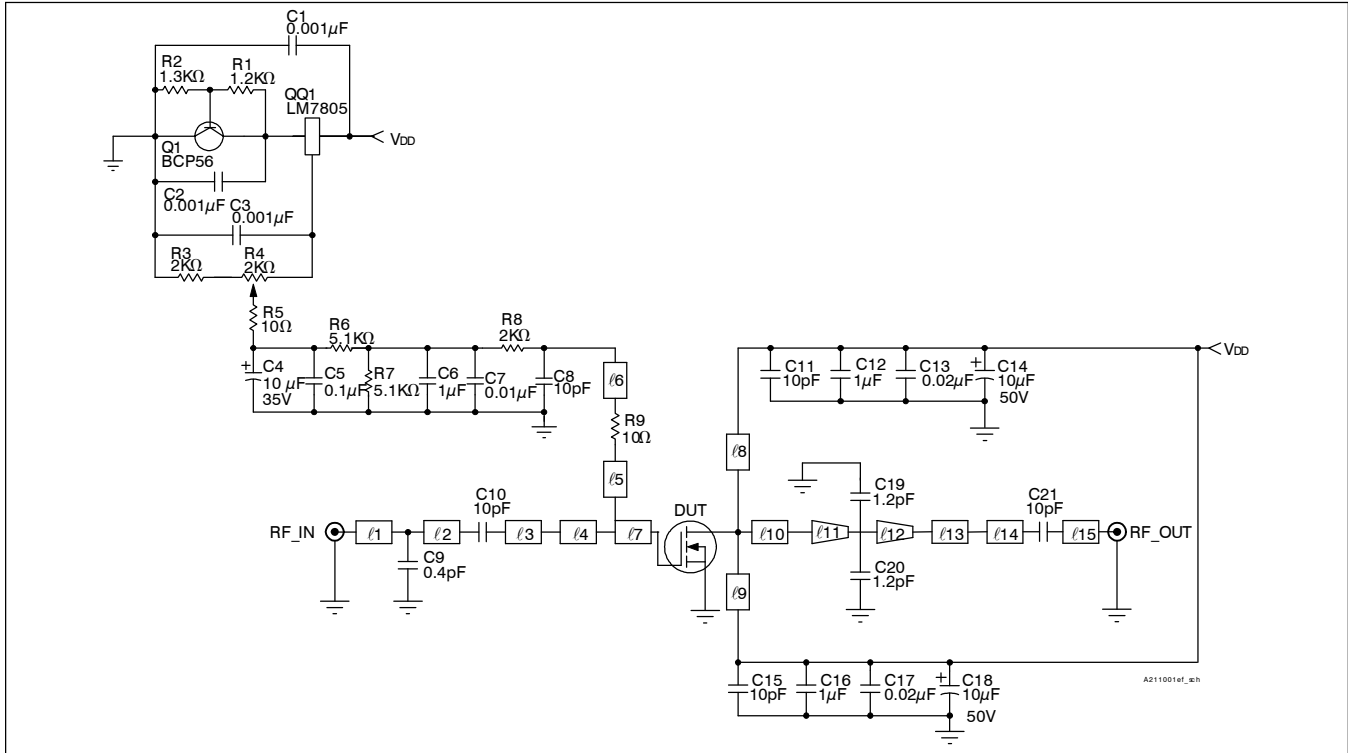 C1
0.001µF
R2
1.3KΩ
R1
1.2KΩ
QQ1
LM7805
VDD
Q1
BCP56
C2
0.001µF
C3
0.001µF
R3
2KΩ
R4
2KΩ
R5
10Ω
R6
5.1KΩ
R8
2KΩ
C4
10 µF
35V
C5
0.1µF
R7
5.1KΩ
C6
1µF
C7
0.01µF
C8
10pF
ℓ6
R9
10Ω
ℓ5
VDD
C11
10pF
C12
1µF
C13
0.02µF
C14
10µF
50V
ℓ8
RF_IN
ℓ1
ℓ2
C10
10pF
ℓ3
ℓ4
ℓ7
DUT
C9
0.4pF
ℓ10
ℓ11
C19
1.2pF
ℓ12
ℓ13
ℓ14
C21
10pF
ℓ15
RF_OUT
C20
1.2pF
ℓ9
C15
10pF
C16
1µF
C17
0.02µF
C18
10µF
50V
A211001ef_sch